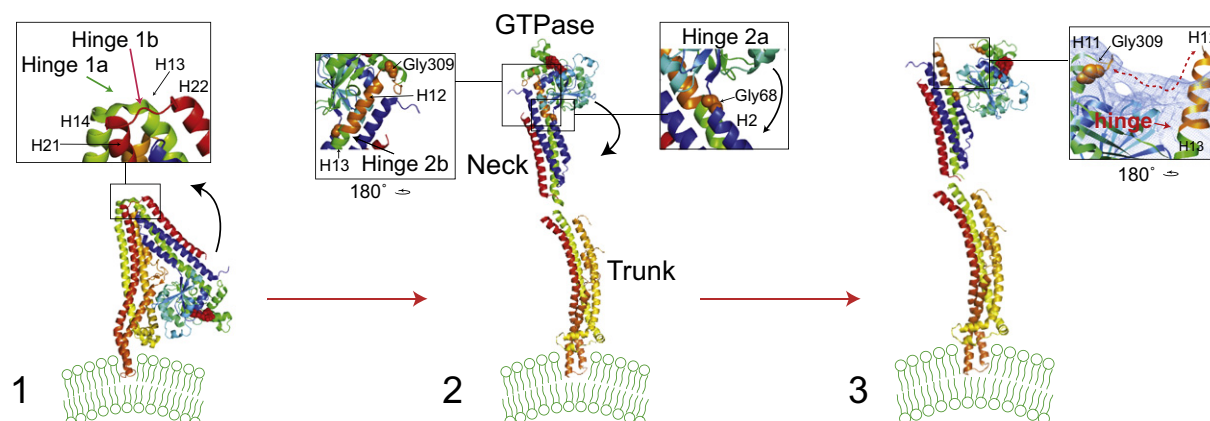 Hinge 1b
Hinge 1a
H13
H22
H14
H21
1
GTPase
Gly309
H12
H13
Hinge 2b
180°
Neck
Hinge 2a
Gly68
H2
Trunk
2
H11
Gly309
hinge
H13
180°
3